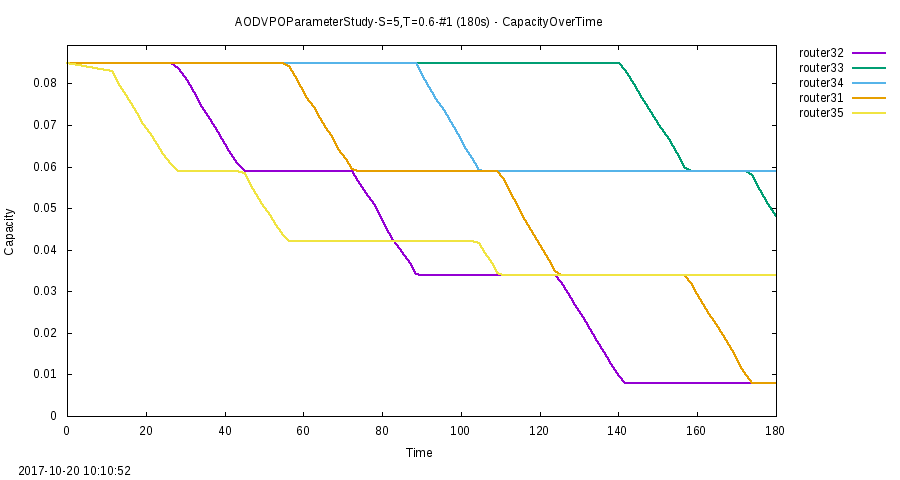 AODVPOParameterStudy-S=5,T=0.6-#1 (180s) - CapacityOverTime
router32
router33
router34
router31
router35
0.08
0.07
0.06
0.05
0.04
0.03
0.02
0.01
0
Capacity
0 20 40 60 80 100 120 140 160 180
Time
2017-10-20 10:10:52